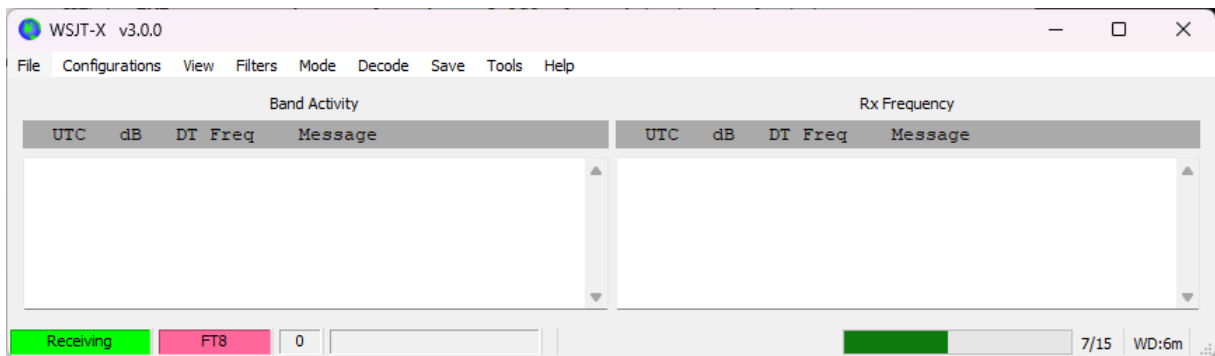 WSJT-X v3.0.0
File Configurations View Filters Mode Decode Save Tools Help
Band Activity Rx Frequency
UTC dB DT Freq Message UTC dB DT Freq Message
Receiving FT8 0 7/15 WD:6m